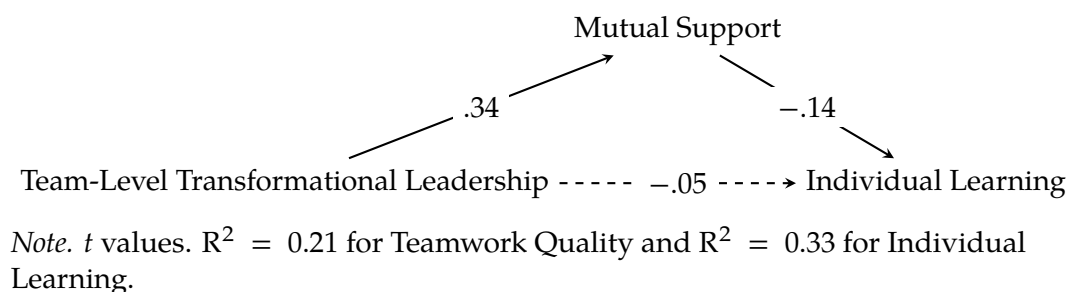 Mutual Support
.34
−.14
Team-Level Transformational Leadership
−.05
Individual Learning
Note. t values. R² = 0.21 for Teamwork Quality and R² = 0.33 for Individual
Learning.